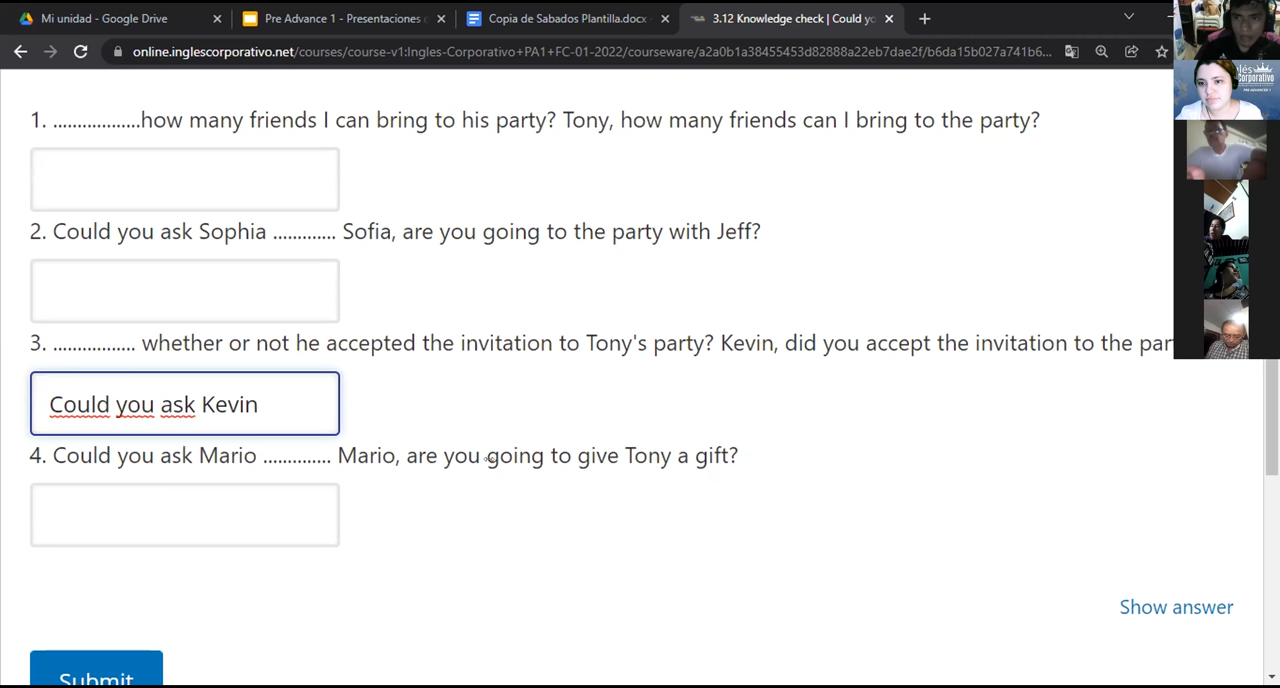 Mi unidad - Google Drive
Pre Advance 1 - Presentaciones
Copia de Sabados Plantilla.docx
3.12 Knowledge check | Could yo
online.inglescorporativo.net/courses/course-v1:Ingles-Corporativo+PA1+FC-01-2022/courseware/a2a0b1a38455453d82888a22eb7dae2f/b6da15b027a741b6...
Corporativo
1. ..................how many friends I can bring to his party? Tony, how many friends can I bring to the party?
2. Could you ask Sophia ............. Sofia, are you going to the party with Jeff?
3. ................. whether or not he accepted the invitation to Tony's party? Kevin, did you accept the invitation to the par
Could you ask Kevin
4. Could you ask Mario .............. Mario, are you going to give Tony a gift?
Show answer
Submit